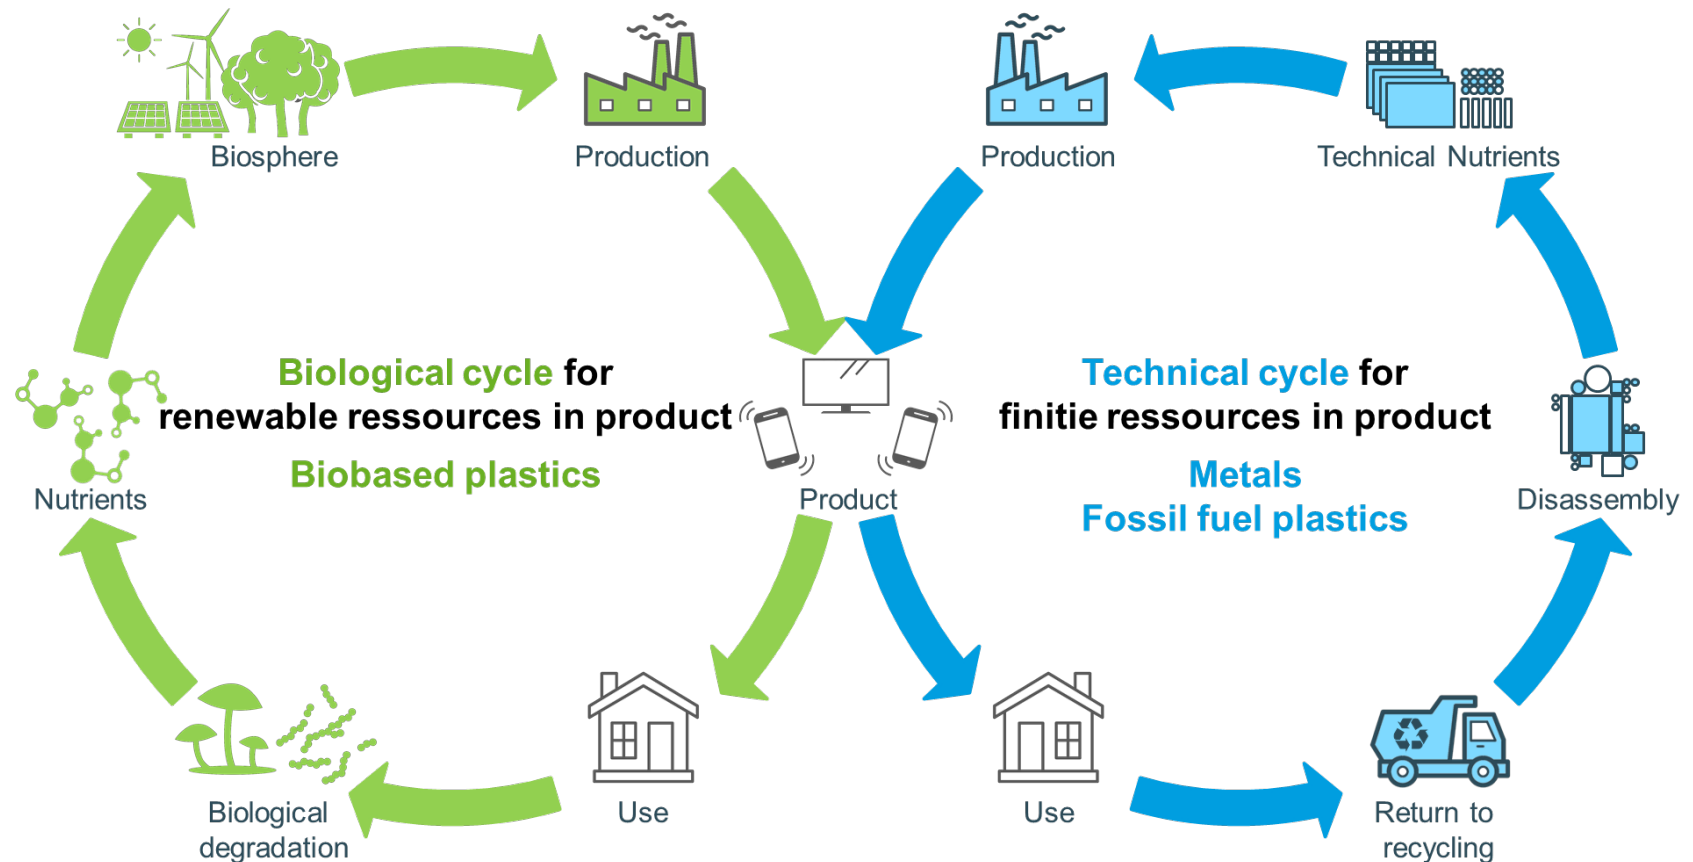 Biosphere
Production
Production
Technical Nutrients
Biological cycle for
renewable ressources in product
Biobased plastics
Technical cycle for
finitie ressources in product
Metals
Fossil fuel plastics
Nutrients
Product
Disassembly
Biological
degradation
Use
Use
Return to
recycling